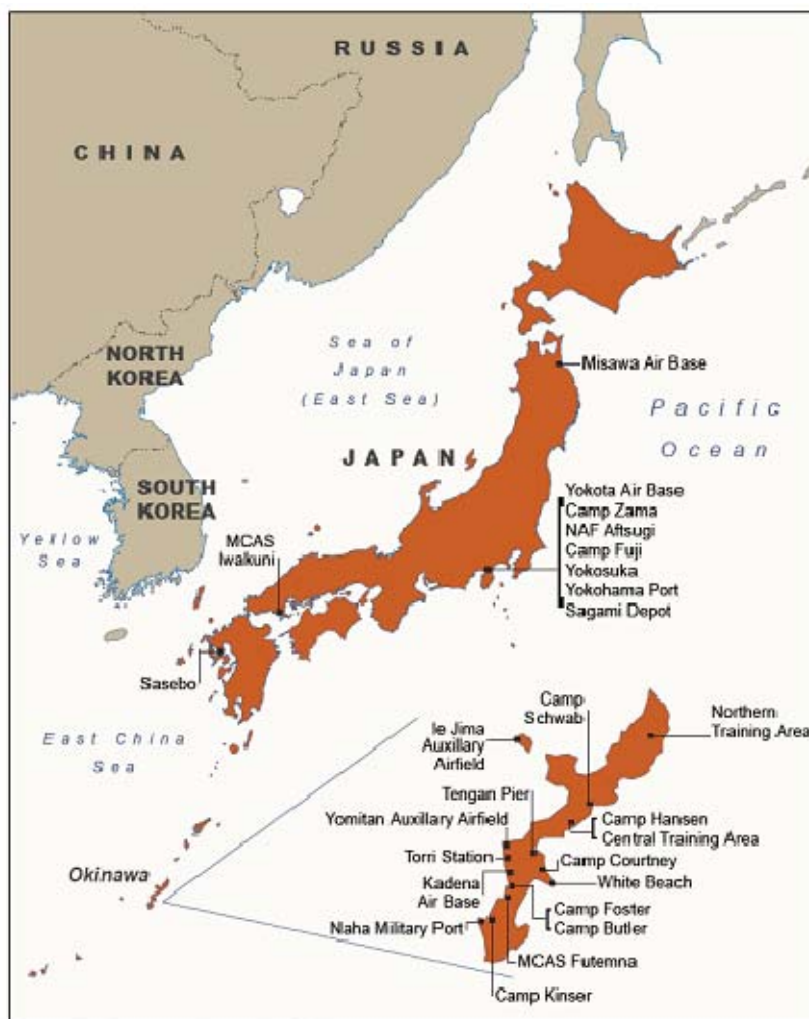 RUSSIA
CHINA
NORTH
KOREA
Sea of
Japan
(East Sea)
Misawa Air Base
Pacific
Ocean
JAPAN
SOUTH
KOREA
Yellow
Sea
MCAS
Iwakuni
Yokota Air Base
Camp Zama
NAF Aftsugi
Camp Fuji
Yokosuka
Yokohama Port
Sagami Depot
Sasebo
East China
Sea
Camp
Schwab
Northern
Training Area
Ie Jima
Auxillary
Airfield
Tengan Pier
Yomitan Auxillary Airfield
Camp Hansen
Central Training Area
Torri Station
Camp Courtney
Okinawa
Kadena
Air Base
White Beach
Camp Foster
Camp Butler
Naha Military Port
MCAS Futemna
Camp Kinser